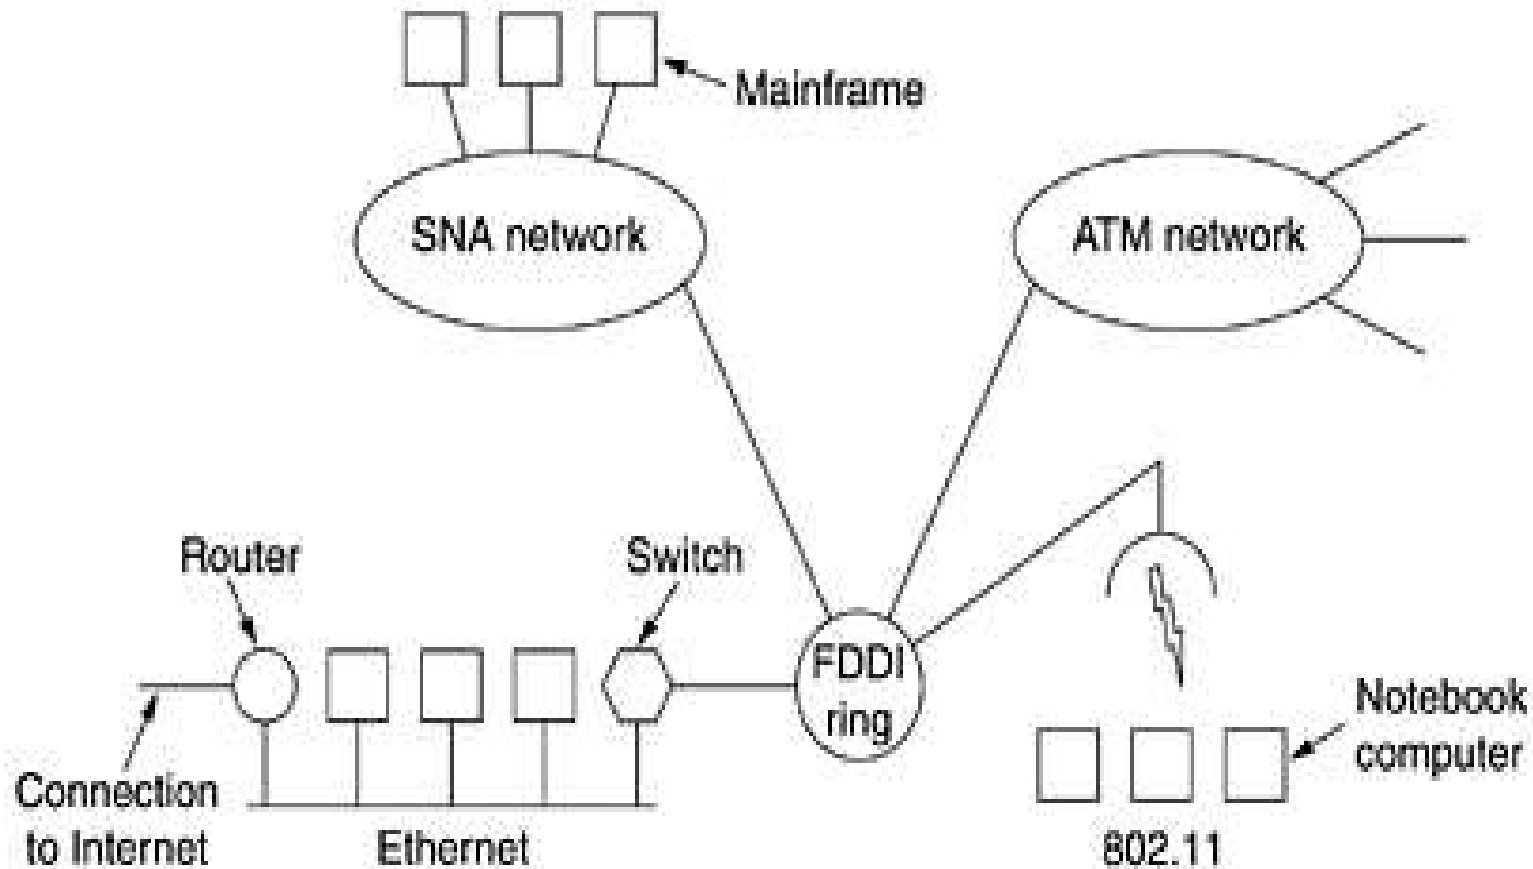 Mainframe
SNA network
ATM network
Router
Switch
FDDI
ring
Notebook
computer
Connection
to Internet
Ethernet
802.11